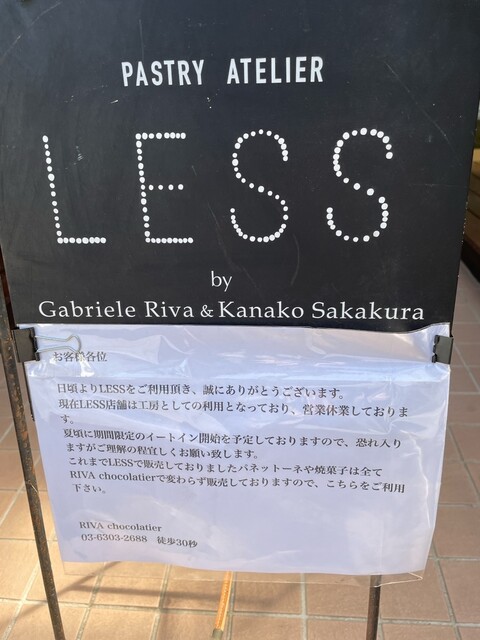 PASTRY ATELIER
LESS
by
Gabriele Riva & Kanako Sakakura
お客様各位
日頃よりLESSをご利用頂き、誠にありがとうございます。
現在LESS店舗は工房としての利用となっており、営業休業しておりま
す。
夏頃に期間限定のイートイン開始を予定しておりますので、恐れ入り
ますがご理解の程宜しくお願い致します。
これまでLESSで販売しておりましたパネットーネや焼菓子は全て
RIVA chocolatierで変わらず販売しておりますので、こちらをご利用
下さい。
RIVA chocolatier
03-6303-2688 徒歩30秒